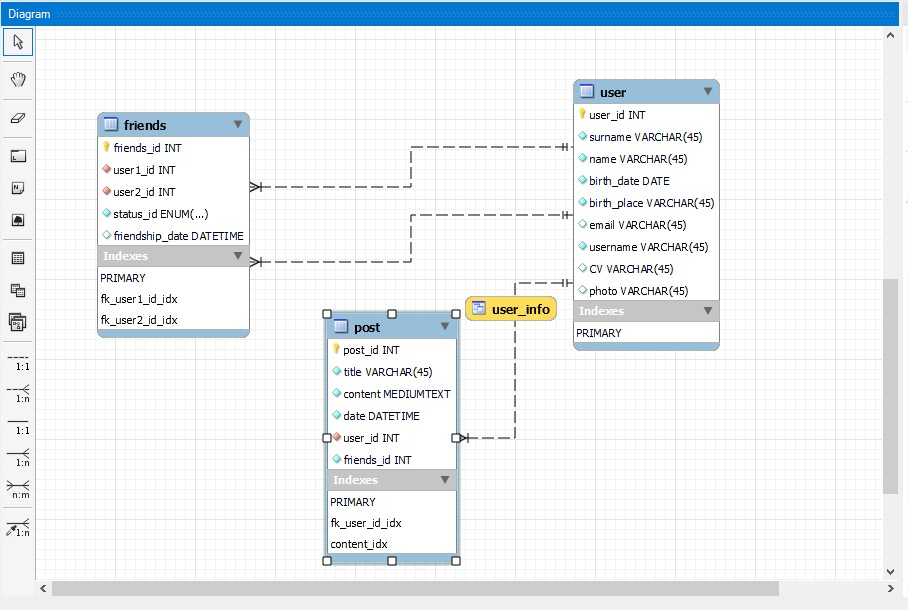 Diagram
friends
friends_id INT
user1_id INT
user2_id INT
status_id ENUM(...)
friendship_date DATETIME
Indexes
PRIMARY
fk_user1_id_idx
fk_user2_id_idx
user
user_id INT
surname VARCHAR(45)
name VARCHAR(45)
birth_date DATE
birth_place VARCHAR(45)
email VARCHAR(45)
username VARCHAR(45)
CV VARCHAR(45)
photo VARCHAR(45)
Indexes
PRIMARY
user_info
post
post_id INT
title VARCHAR(45)
content MEDIUMTEXT
date DATETIME
user_id INT
friends_id INT
Indexes
PRIMARY
fk_user_id_idx
content_idx
1:1
1:n
1:1
1:n
n:m
1:n